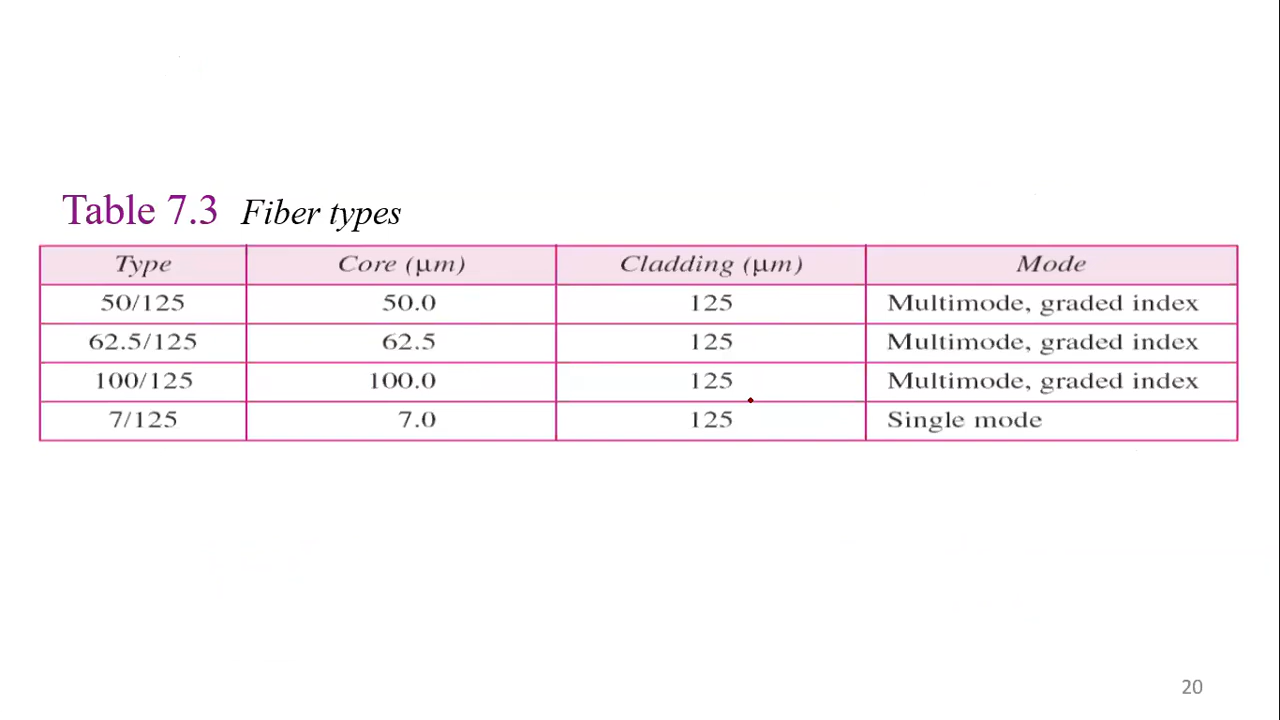 Table 7.3 Fiber types
Type Core (μm) Cladding (μm) Mode
50/125 50.0 125 Multimode, graded index
62.5/125 62.5 125 Multimode, graded index
100/125 100.0 125 Multimode, graded index
7/125 7.0 125 Single mode
20